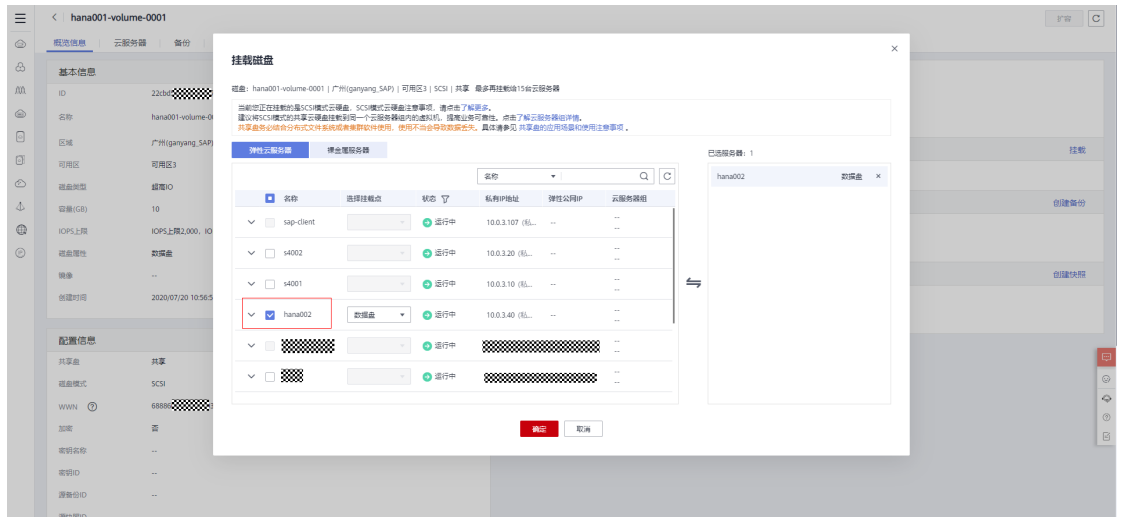 hana001-volume-0001
扩容
概览信息
云服务器
备份
基本信息
ID
22cbd
名称
hana001-volume-0
区域
广州(ganyang_SAP)
可用区
可用区3
磁盘类型
超高IO
容量(GB)
10
IOPS上限
IOPS上限2,000，IO
磁盘属性
数据盘
镜像
--
创建时间
2020/07/20 10:56:5
配置信息
共享盘
共享
磁盘模式
SCSI
WWN
68886
加密
否
密钥名称
--
密钥ID
--
源备份ID
--
挂载
创建备份
创建快照
挂载磁盘
磁盘：hana001-volume-0001 | 广州(ganyang_SAP) | 可用区3 | SCSI | 共享 最多再挂载给15台云服务器
当前您正在挂载的是SCSI模式云硬盘，SCSI模式云硬盘注意事项，请点击了解更多。
建议将SCSI模式的共享云硬盘挂载到同一个云服务器组内的虚拟机，提高业务可靠性。点击了解云服务器组详情。
共享盘务必结合分布式文件系统或者集群软件使用，使用不当会导致数据丢失。具体请参见 共享盘的应用场景和使用注意事项 。
弹性云服务器
裸金属服务器
名称
名称 选择挂载点 状态 私有IP地址 弹性公网IP 云服务器组
sap-client 运行中 10.0.3.107 (私... -- --
--
s4002 运行中 10.0.3.20 (私... -- --
--
s4001 运行中 10.0.3.10 (私... -- --
--
hana002 数据盘 运行中 10.0.3.40 (私... -- --
--
运行中 --
--
运行中 --
--
已选服务器：1
hana002 数据盘
确定
取消